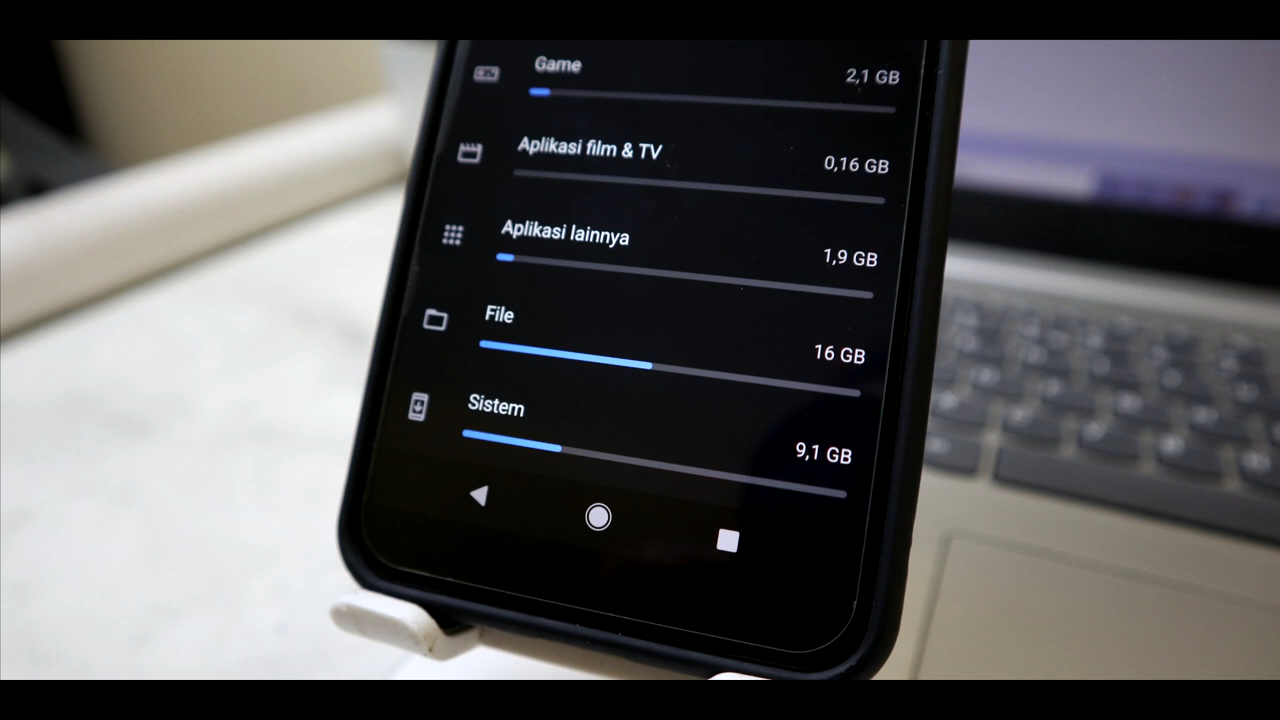 Game
2,1 GB
Aplikasi film & TV
0,16 GB
Aplikasi lainnya
1,9 GB
File
16 GB
Sistem
9,1 GB